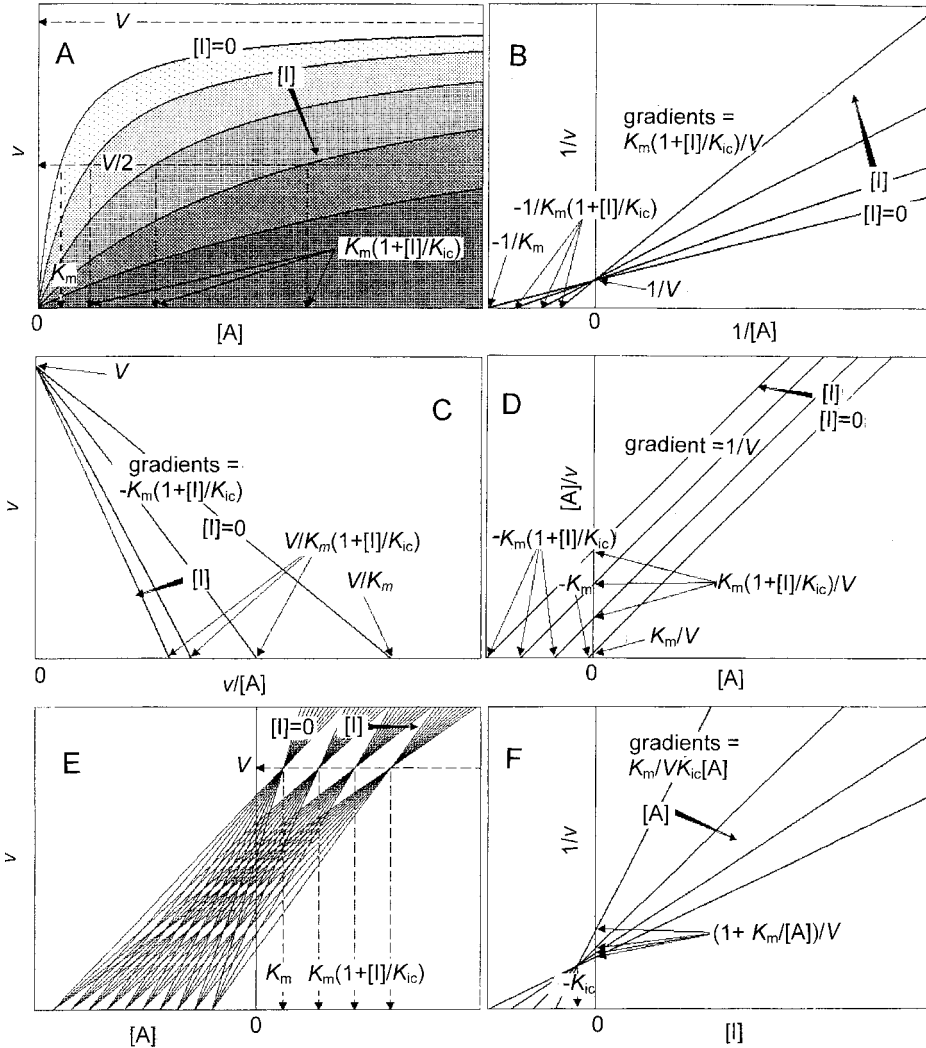 V
[I]=0
A
[I]
v
V/2
Km
Km(1+[I]/Kic)
0
[A]
B
gradients =
Km(1+[I]/Kic)/V
1/v
[I]
[I]=0
-1/Km(1+[I]/Kic)
-1/Km
1/V
0
1/[A]
V
C
gradients =
-Km(1+[I]/Kic)
v
[I]=0
V/Km(1+[I]/Kic)
[I]
V/Km
0
v/[A]
D
[I]
[I]=0
gradient =1/V
[A]/v
-Km(1+[I]/Kic)
-Km
Km(1+[I]/Kic)/V
Km/V
0
[A]
[I]=0
[I]
E
V
v
Km
Km(1+[I]/Kic)
0
[A]
F
gradients =
Km/VKic[A]
[A]
1/v
(1+ Km/[A])/V
-Kic
0
[I]